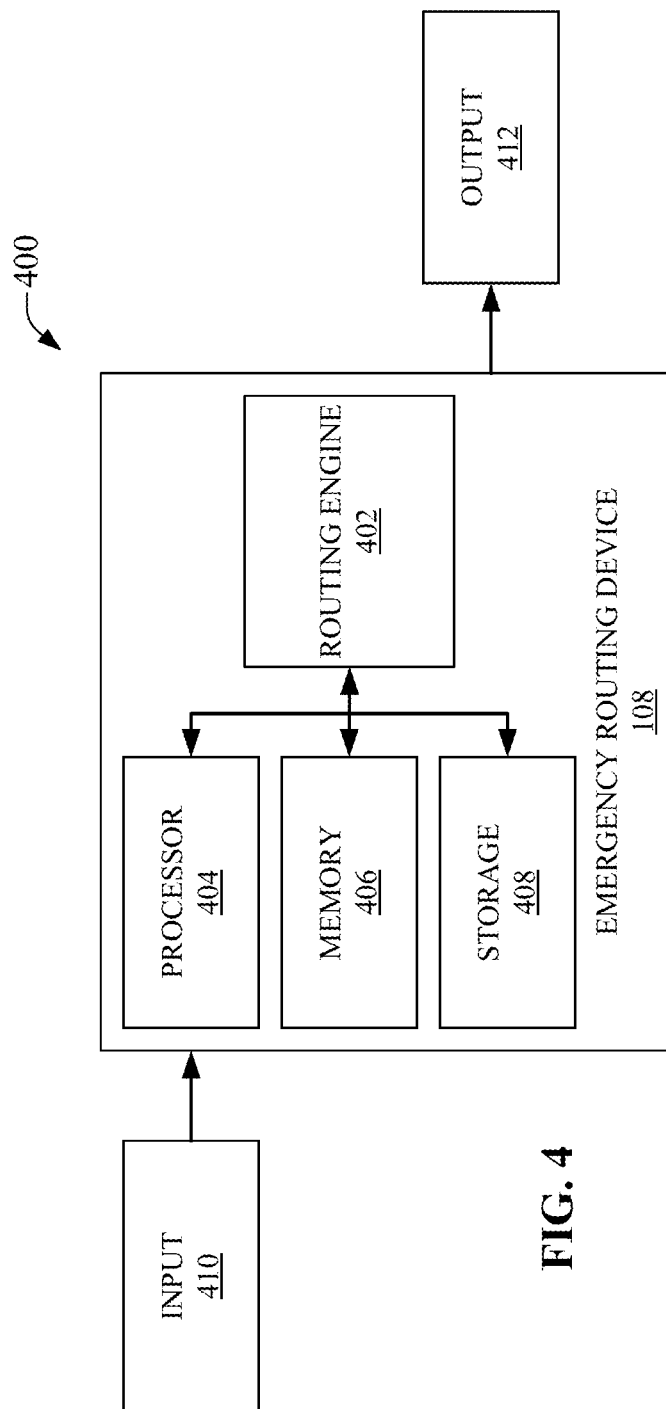 400
INPUT
410
PROCESSOR
404
MEMORY
406
STORAGE
408
ROUTING ENGINE
402
EMERGENCY ROUTING DEVICE
108
OUTPUT
412
FIG. 4